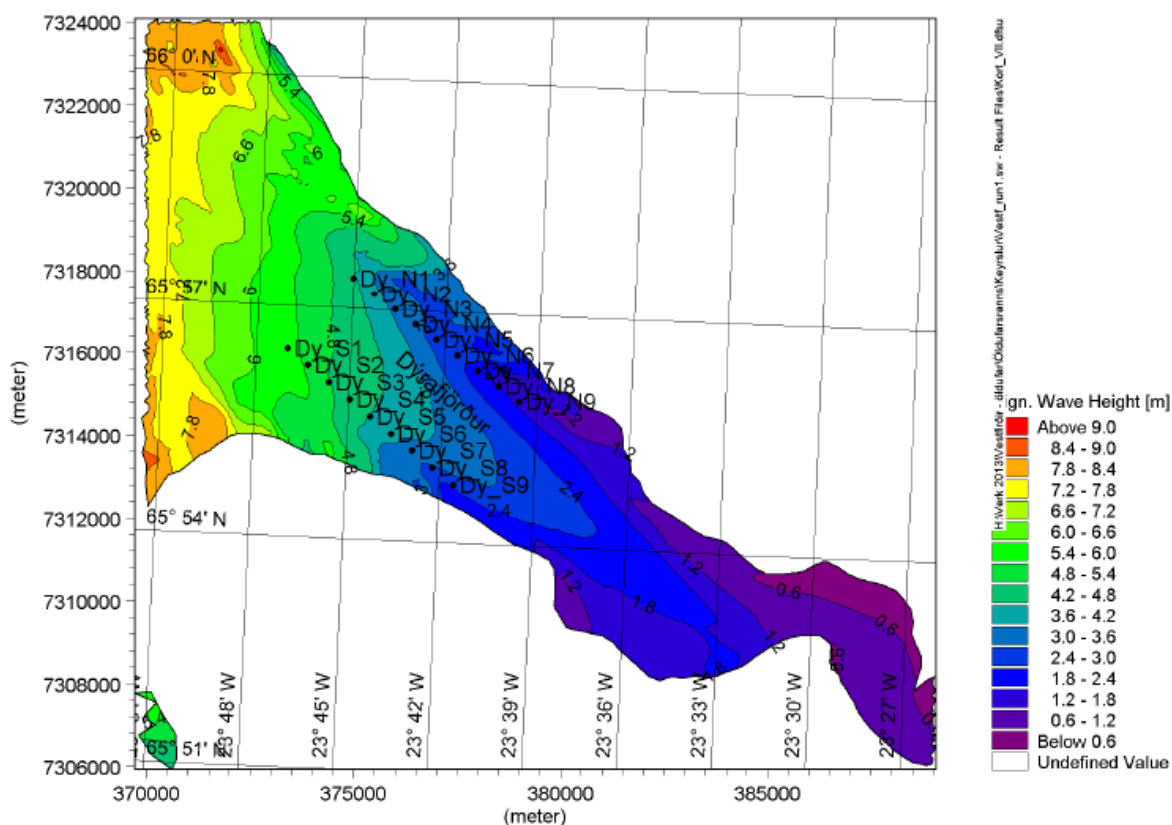 7324000
7322000
7320000
7318000
7316000
7314000
7312000
7310000
7308000
7306000
(meter)
370000
375000
380000
385000
(meter)
66° 0' N
65° 57' N
65° 54' N
65° 51' N
23° 48' W
23° 45' W
23° 42' W
23° 39' W
23° 36' W
23° 33' W
23° 30' W
23° 27' W
7.8
5.4
7.8
6.6
6
5.4
7.8
4.8
7.8
4.8
2.4
2.4
1.2
1.2
1.2
1.8
1.2
0.6
0.6
Dy_N1
Dy_N2
Dy_N3
Dy_N4
Dy_N5
Dy_N6
Dy_N7
Dy_N8
Dy_N9
Dy_S1
Dy_S2
Dy_S3
Dy_S4
Dy_S5
Dy_S6
Dy_S7
Dy_S8
Dy_S9
Dýrafjörður
gn. Wave Height [m]
Above 9.0
8.4 - 9.0
7.8 - 8.4
7.2 - 7.8
6.6 - 7.2
6.0 - 6.6
5.4 - 6.0
4.8 - 5.4
4.2 - 4.8
3.6 - 4.2
3.0 - 3.6
2.4 - 3.0
1.8 - 2.4
1.2 - 1.8
0.6 - 1.2
Below 0.6
Undefined Value